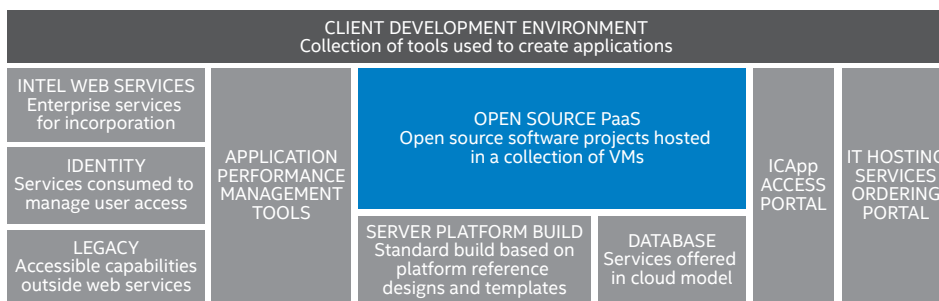 CLIENT DEVELOPMENT ENVIRONMENT
Collection of tools used to create applications
INTEL WEB SERVICES
Enterprise services
for incorporation
IDENTITY
Services consumed to
manage user access
LEGACY
Accessible capabilities
outside web services
APPLICATION
PERFORMANCE
MANAGEMENT
TOOLS
OPEN SOURCE PaaS
Open source software projects hosted
in a collection of VMs
SERVER PLATFORM BUILD
Standard build based on
platform reference
designs and templates
DATABASE
Services offered
in cloud model
ICApp
ACCESS
PORTAL
IT HOSTING
SERVICES
ORDERING
PORTAL